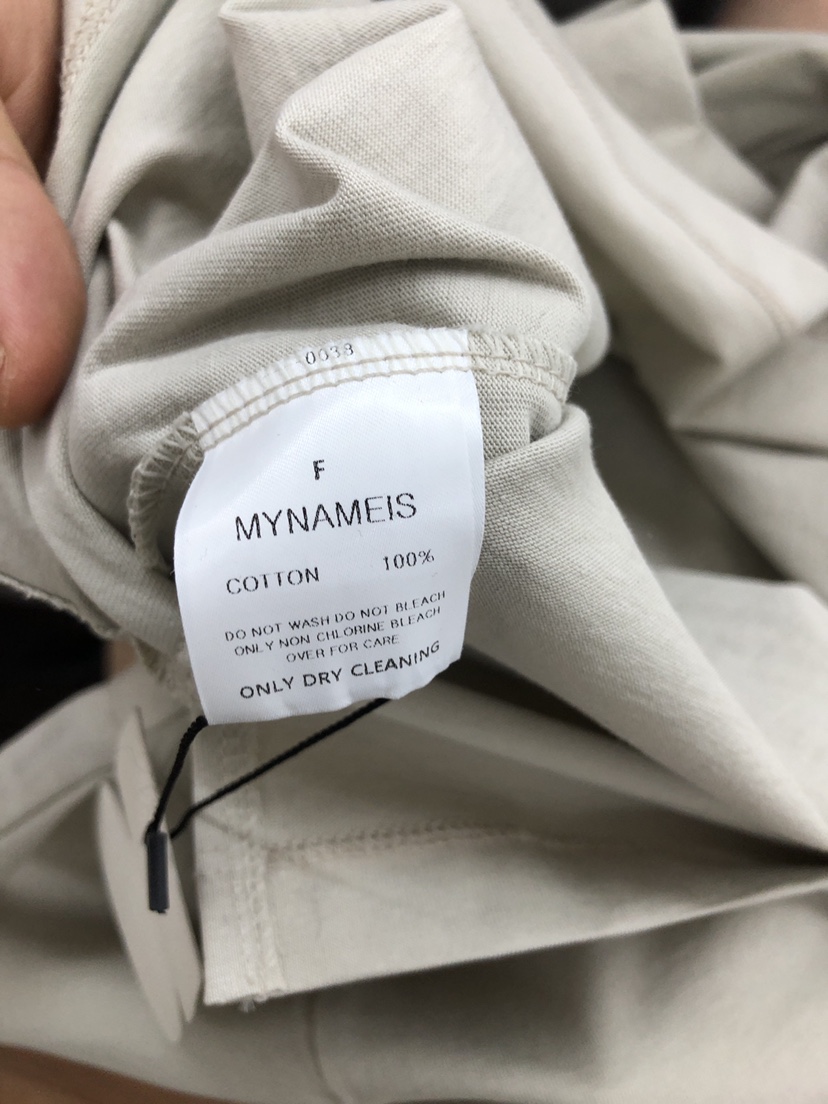 0038
F
MYNAMEIS
COTTON 100%
DO NOT WASH DO NOT BLEACH
ONLY NON CHLORINE BLEACH
OVER FOR CARE
ONLY DRY CLEANING